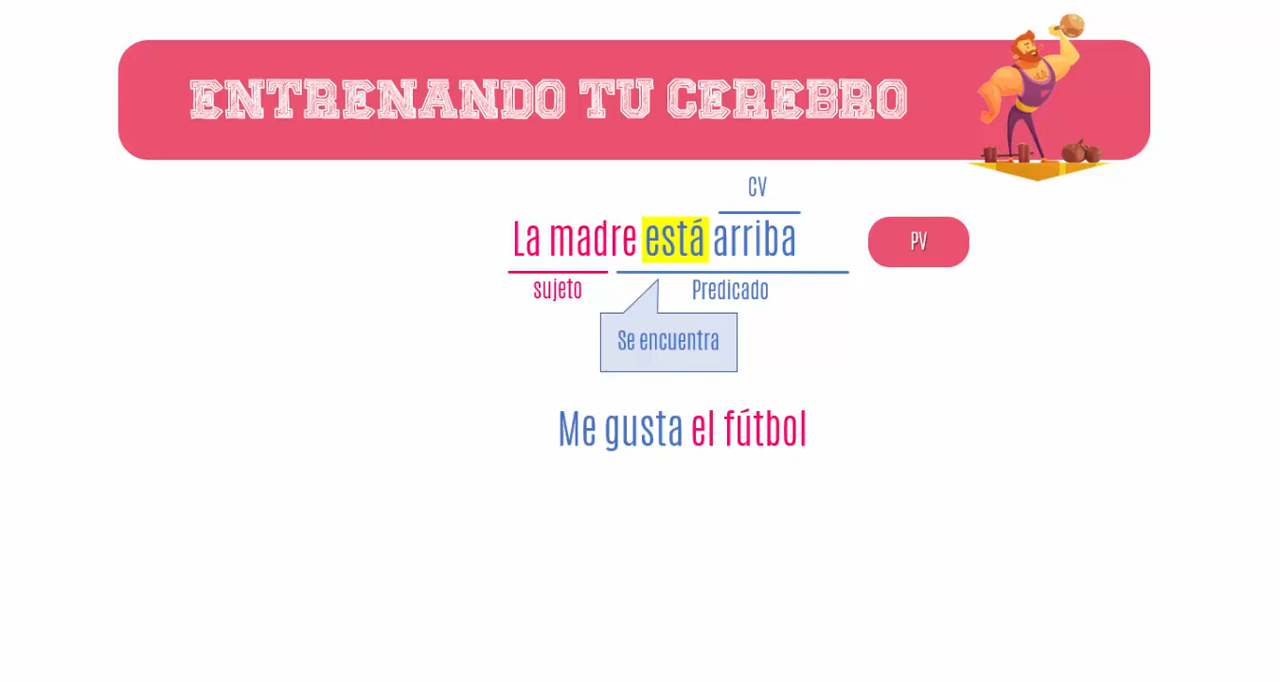 ENTRENANDO TU CEREBRO
CV
La madre está arriba
PV
sujeto
Predicado
Se encuentra
Me gusta el fútbol